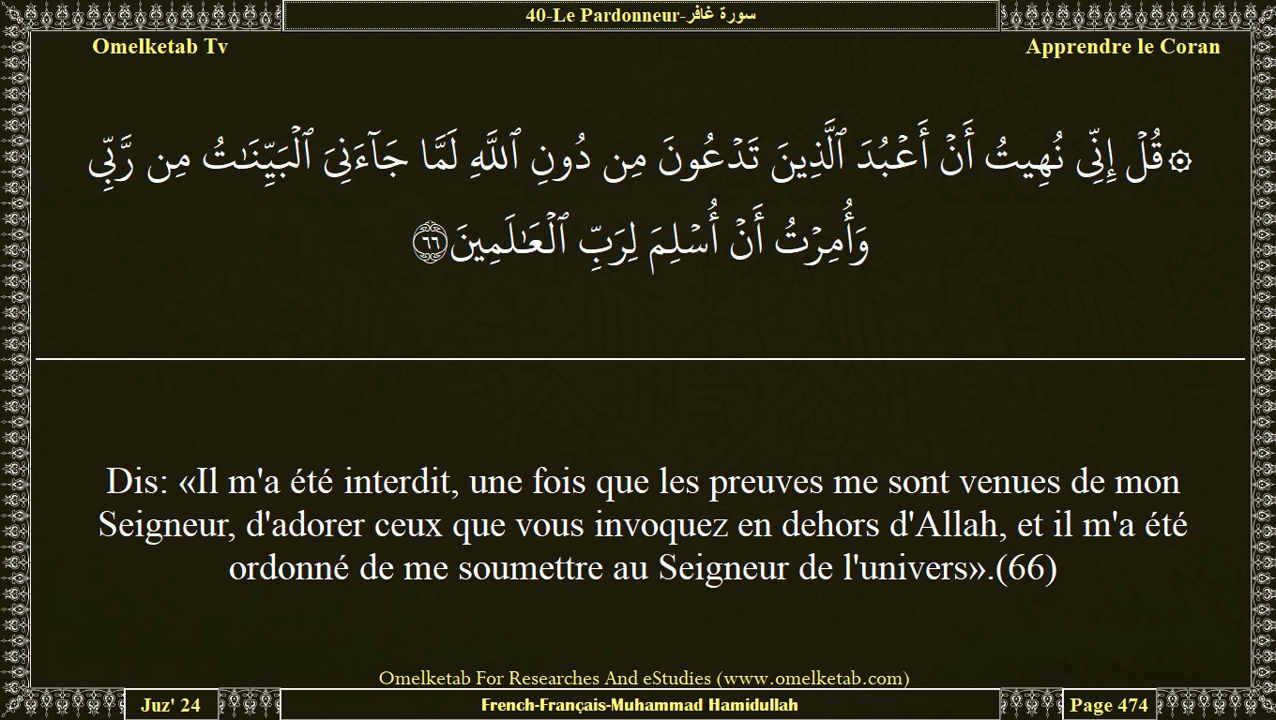 40-Le Pardonneur-سورة غافر
Omelketab Tv
Apprendre le Coran
۞قُلۡ إِنِّي نُهِيتُ أَنۡ أَعۡبُدَ ٱلَّذِينَ تَدۡعُونَ مِن دُونِ ٱللَّهِ لَمَّا جَآءَنِيَ ٱلۡبَيِّنَٰتُ مِن رَّبِّي
وَأُمِرۡتُ أَنۡ أُسۡلِمَ لِرَبِّ ٱلۡعَٰلَمِينَ ٦٦
Dis: «Il m'a été interdit, une fois que les preuves me sont venues de mon
Seigneur, d'adorer ceux que vous invoquez en dehors d'Allah, et il m'a été
ordonné de me soumettre au Seigneur de l'univers».(66)
Omelketab For Researches And eStudies (www.omelketab.com)
Juz' 24
French-Français-Muhammad Hamidullah
Page 474